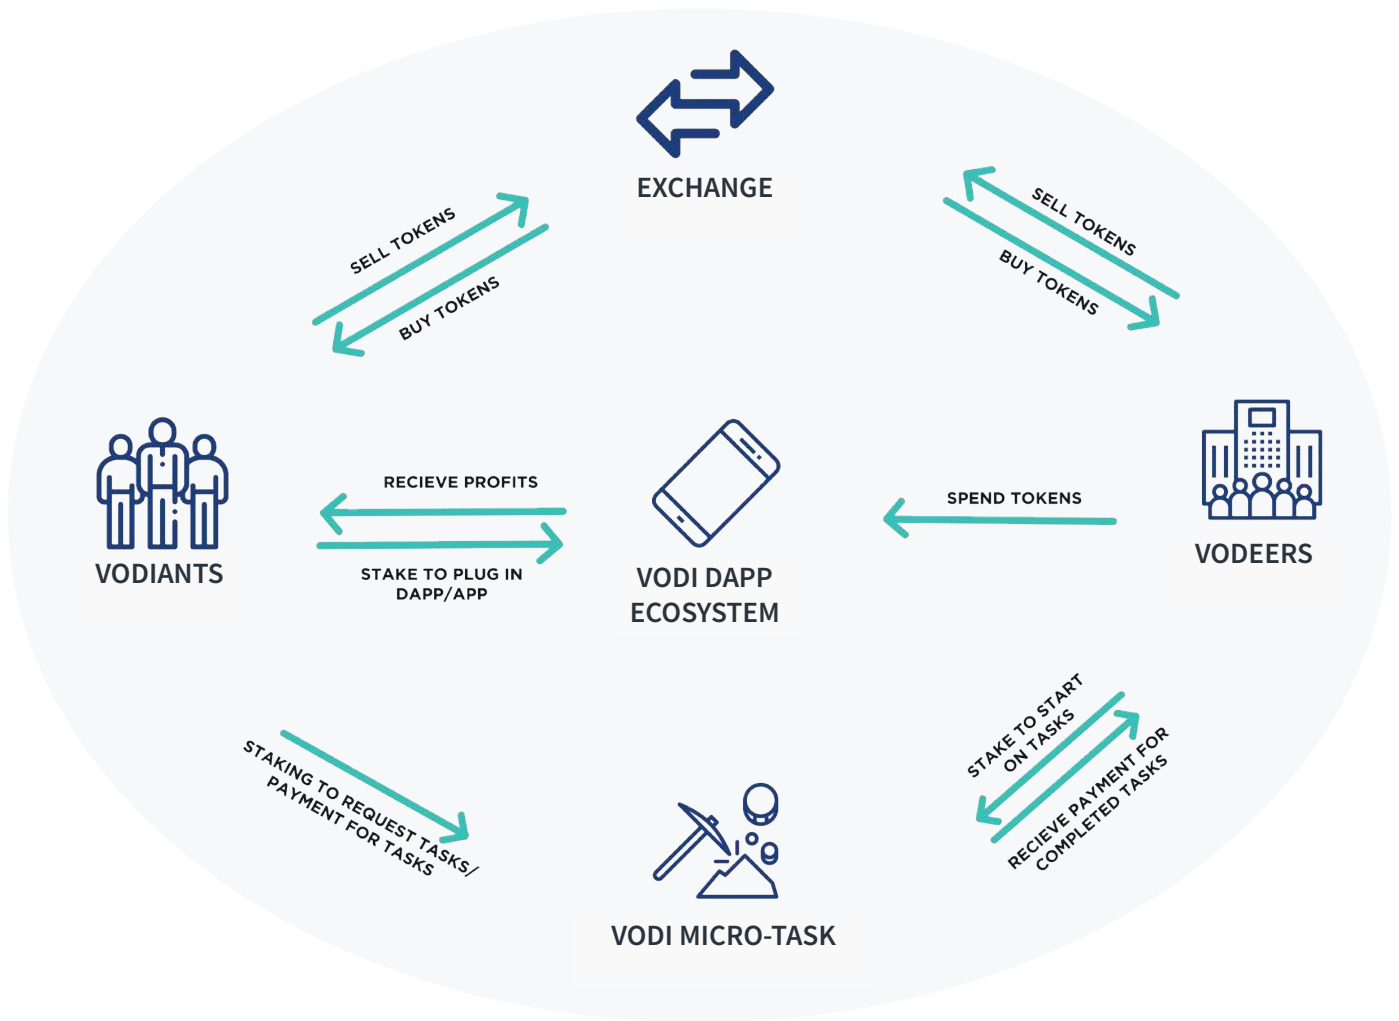 EXCHANGE
SELL TOKENS
BUY TOKENS
SELL TOKENS
BUY TOKENS
VODIANTS
RECIEVE PROFITS
STAKE TO PLUG IN
DAPP/APP
VODI DAPP
ECOSYSTEM
SPEND TOKENS
VODEERS
STAKING TO REQUEST TASKS/
PAYMENT FOR TASKS
VODI MICRO-TASK
STAKE TO START
ON TASKS
RECIEVE PAYMENT FOR
COMPLETED TASKS